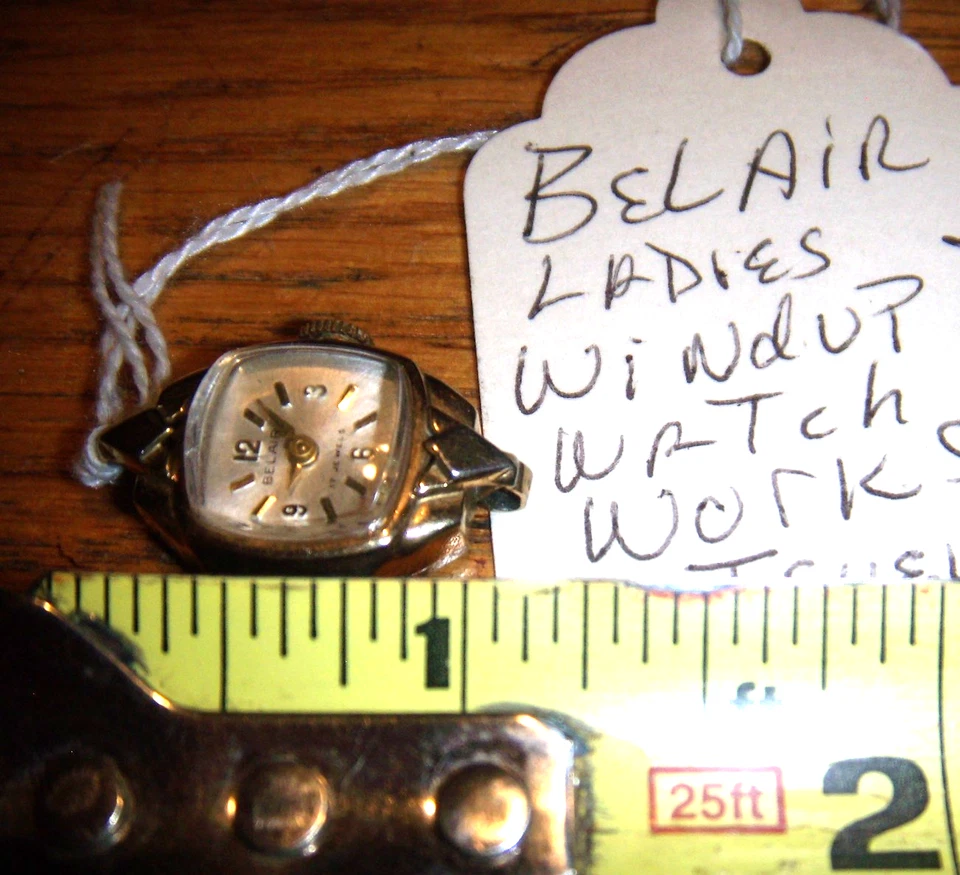 BELAIR
LADIES
WiNdUP
WATCh
WOrKS
3
12
BELAIR
17 JEWELS
6
9
1
25ft
2